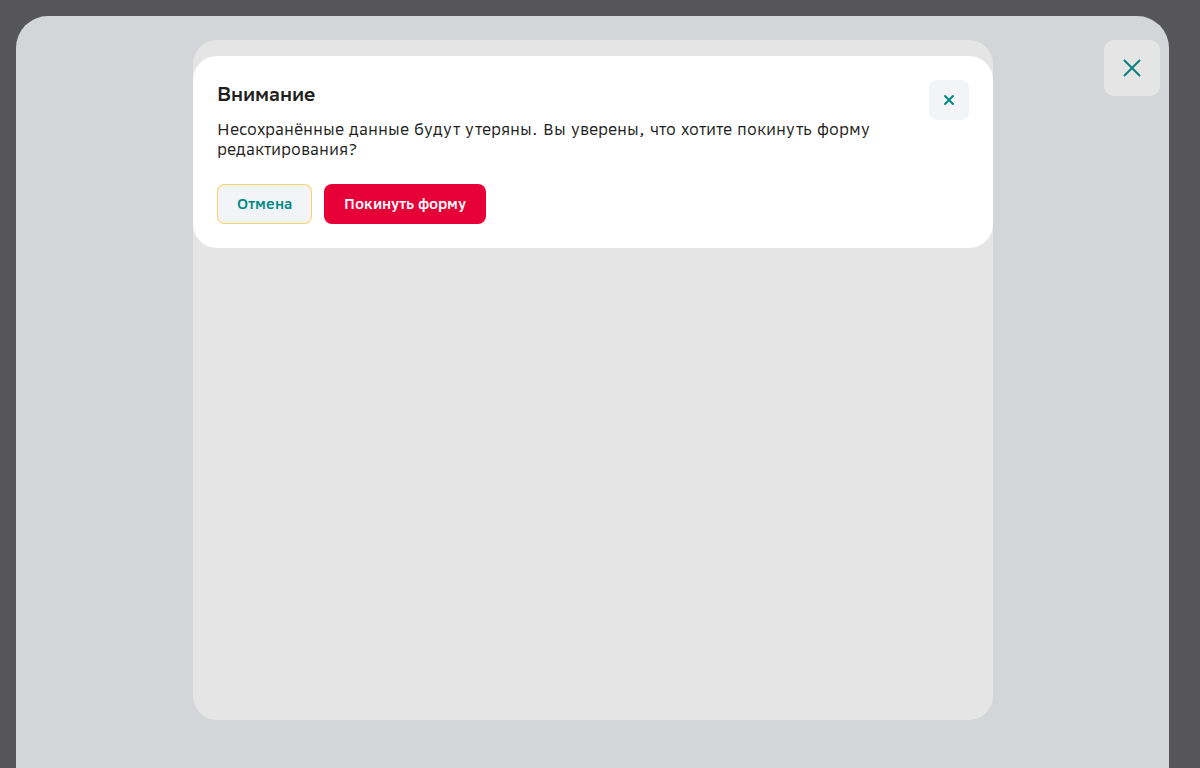 Внимание
Несохранённые данные будут утеряны. Вы уверены, что хотите покинуть форму
редактирования?
Отмена
Покинуть форму